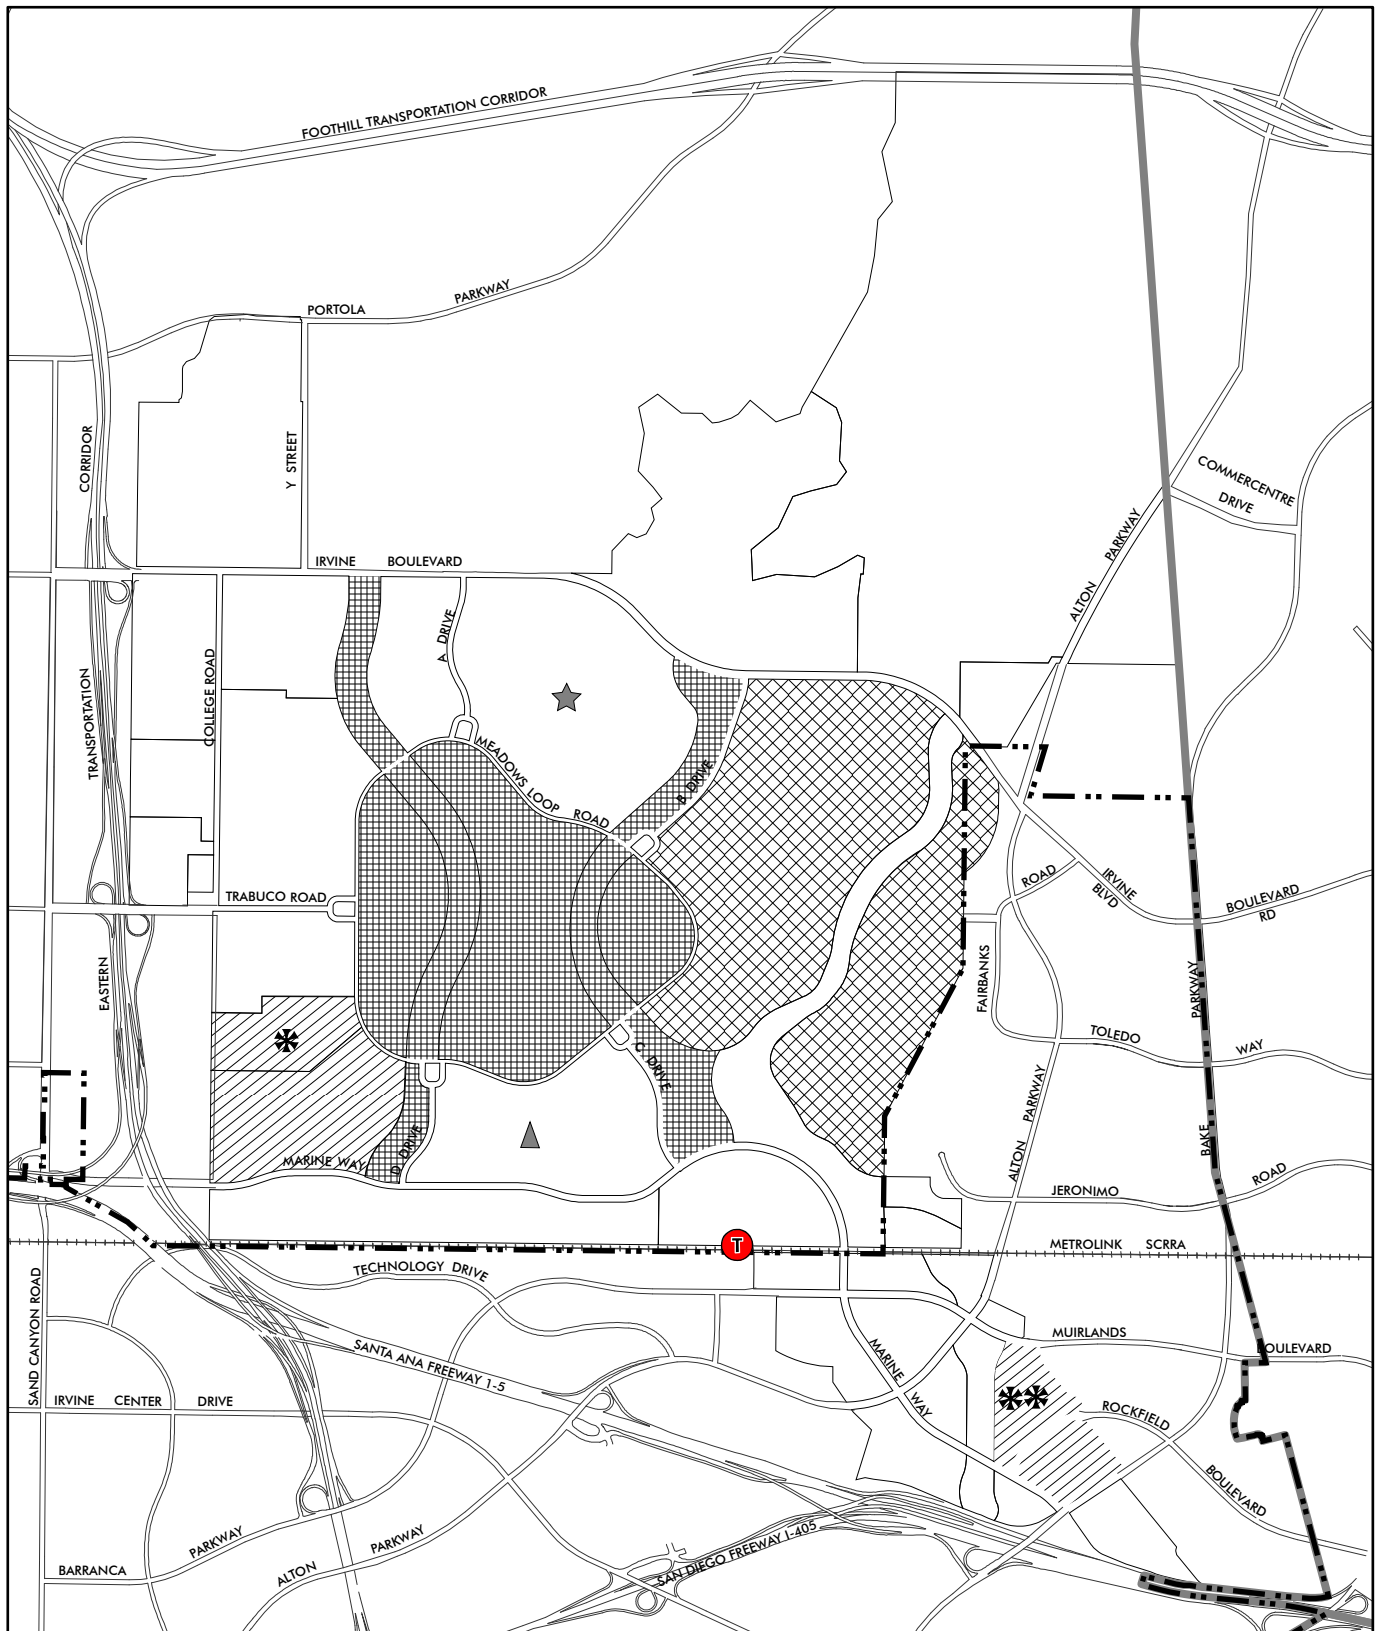 FOOTHILL TRANSPORTATION CORRIDOR
PORTOLA
PARKWAY
CORRIDOR
Y STREET
COMMERCENTRE
DRIVE
ALTON
PARKWAY
IRVINE BOULEVARD
A DRIVE
TRANSPORTATION
COLLEGE ROAD
MEADOWS LOOP ROAD
B DRIVE
TRABUCO ROAD
ROAD
IRVINE
BLVD
BOULEVARD
RD
EASTERN
FAIRBANKS
PARKWAY
TOLEDO
WAY
C DRIVE
ALTON
PARKWAY
BAKE
D DRIVE
MARINE WAY
JERONIMO
ROAD
T
METROLINK SCRRA
TECHNOLOGY DRIVE
SAND CANYON ROAD
SANTA ANA FREEWAY 1-5
MARINE
WAY
MUIRLANDS
BOULEVARD
IRVINE CENTER DRIVE
ROCKFIELD
BOULEVARD
BARRANCA
PARKWAY
ALTON
PARKWAY
SAN DIEGO FREEWAY I-405